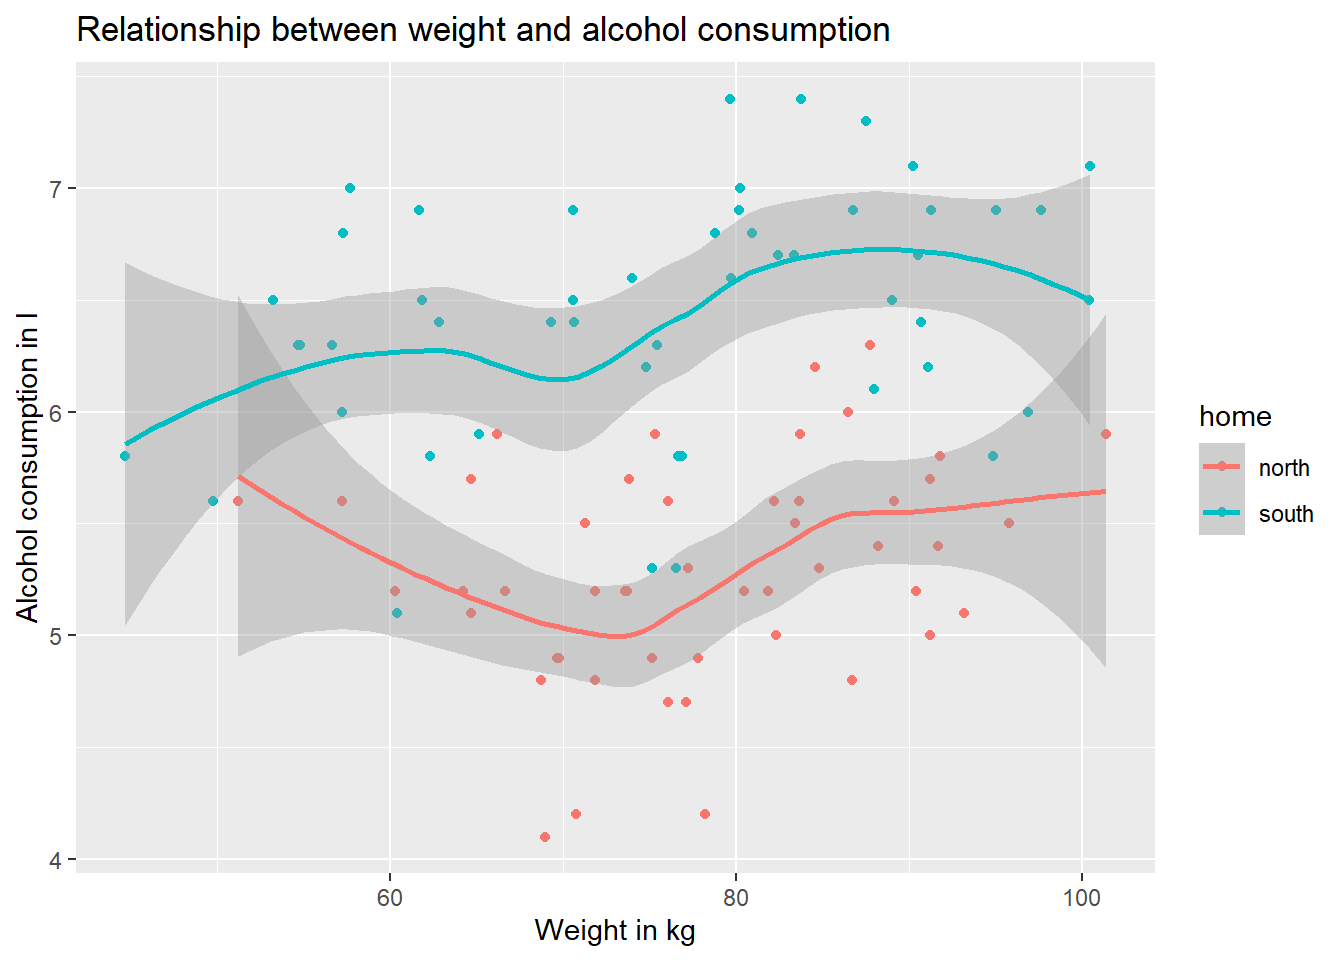 Relationship between weight and alcohol consumption
Alcohol consumption in l
7
6
5
4
60 80 100
Weight in kg
home
north
south